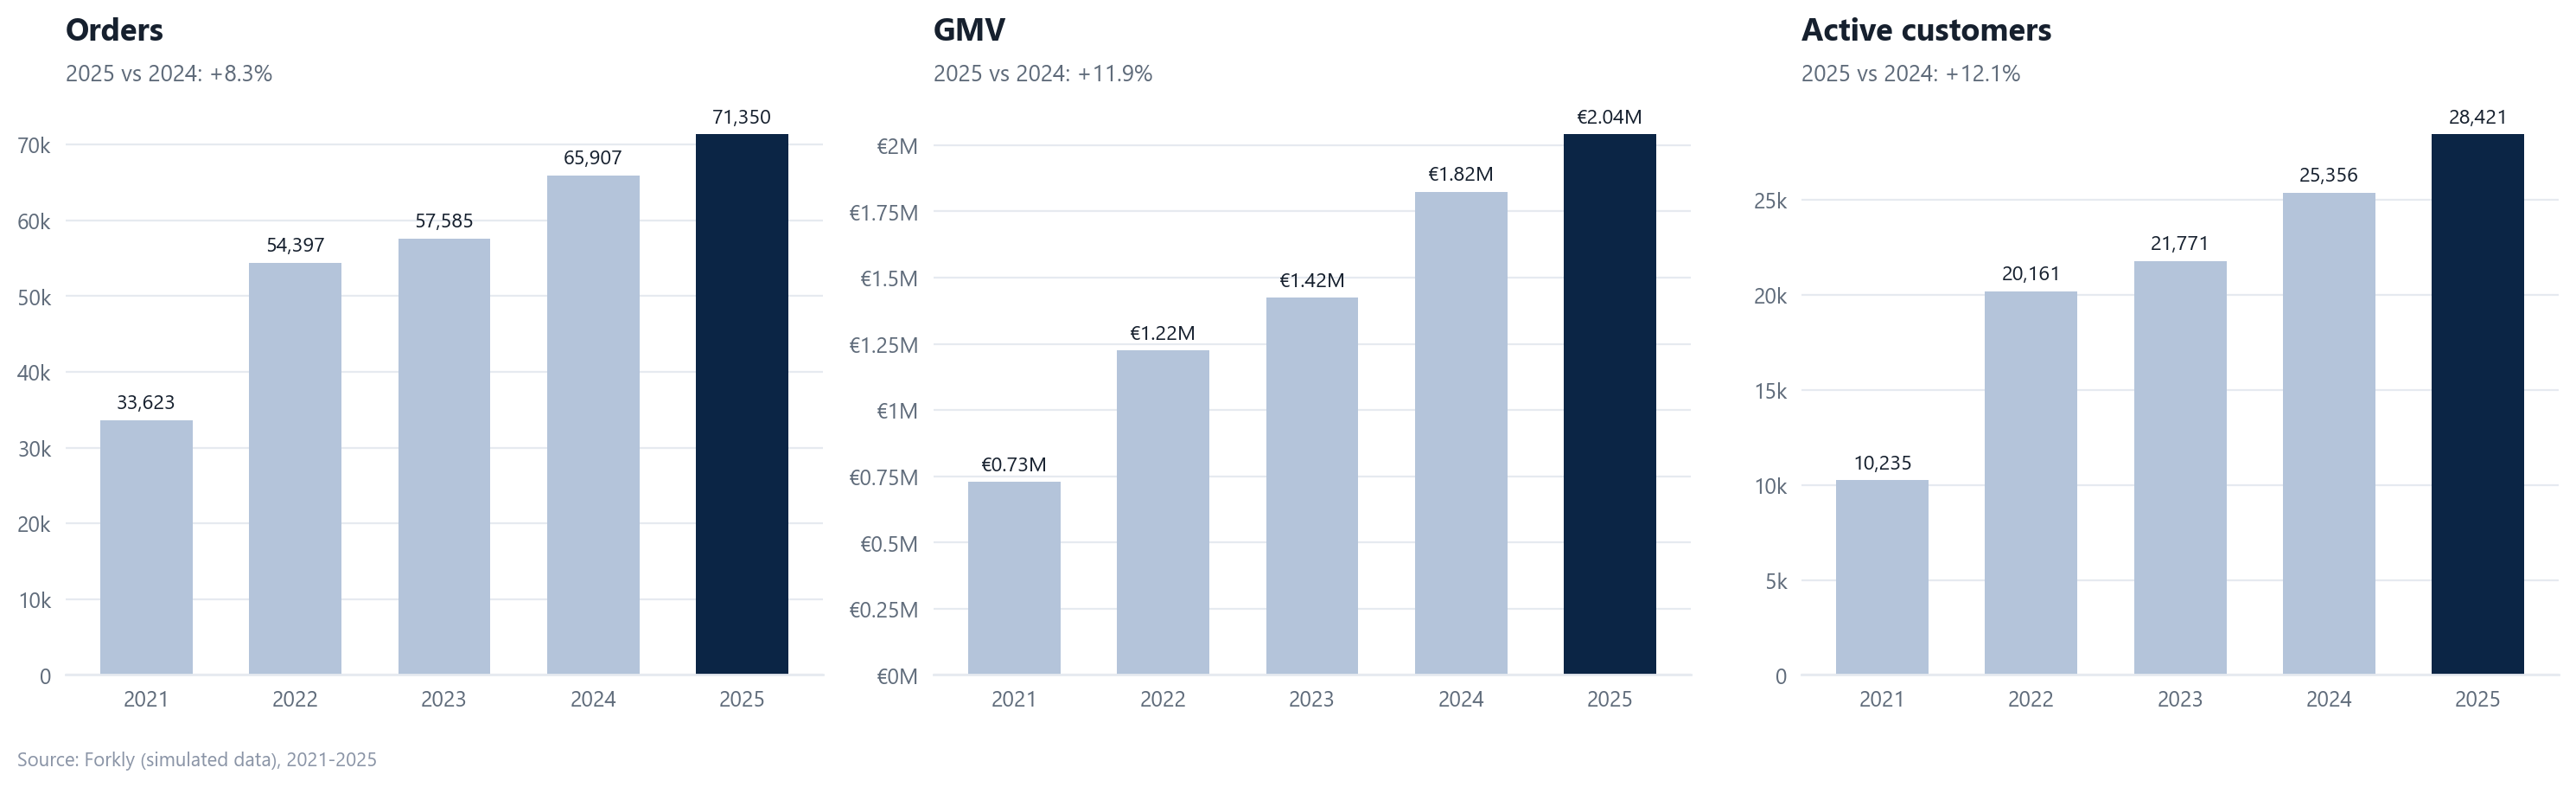 Orders
2025 vs 2024: +8.3%
71,350
70k
65,907
60k
57,585
54,397
50k
40k
33,623
30k
20k
10k
0
2021 2022 2023 2024 2025
GMV
2025 vs 2024: +11.9%
€2.04M
€2M
€1.82M
€1.75M
€1.5M
€1.42M
€1.22M
€1.25M
€1M
€0.73M
€0.75M
€0.5M
€0.25M
€0M
2021 2022 2023 2024 2025
Active customers
2025 vs 2024: +12.1%
28,421
25,356
25k
21,771
20,161
20k
15k
10,235
10k
5k
0
2021 2022 2023 2024 2025
Source: Forkly (simulated data), 2021-2025